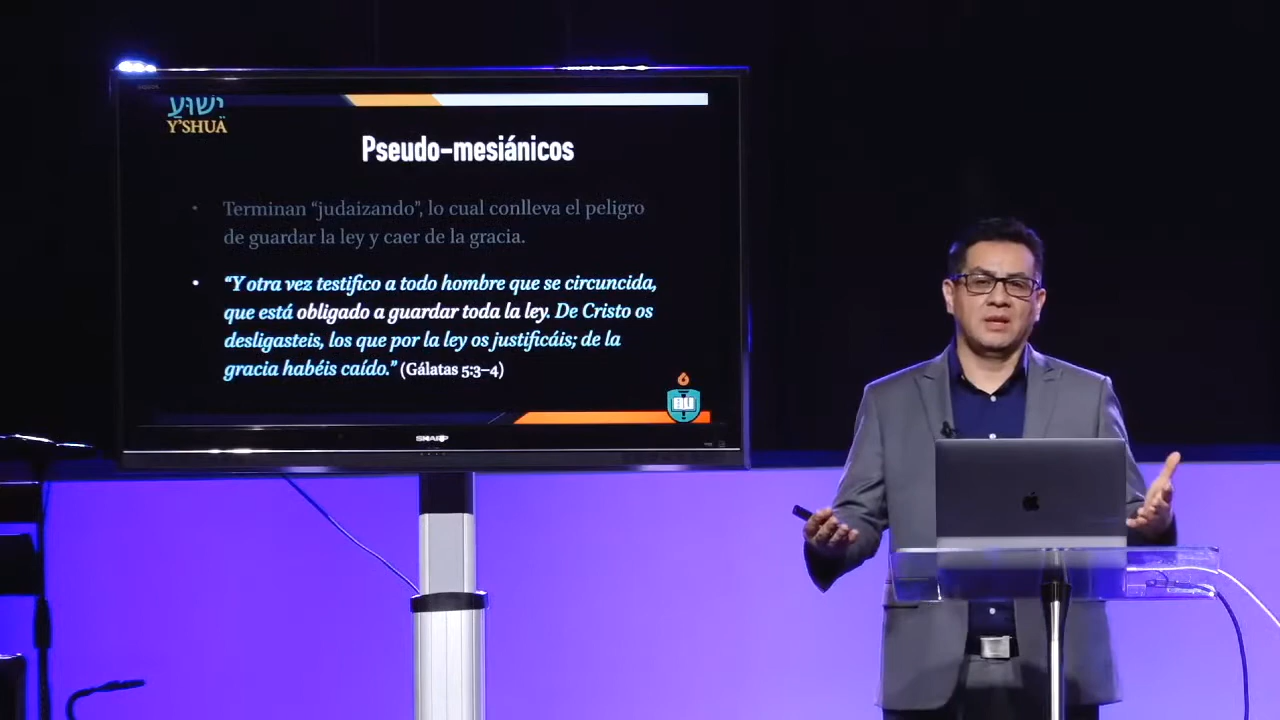 יֵשׁוּעַ
Y'SHUA
Pseudo-mesiánicos
• Terminan “judaizando”, lo cual conlleva el peligro
de guardar la ley y caer de la gracia.
• “Y otra vez testifico a todo hombre que se circuncida,
que está obligado a guardar toda la ley. De Cristo os
desligasteis, los que por la ley os justificáis; de la
gracia habéis caído.” (Gálatas 5:3–4)
SHARP